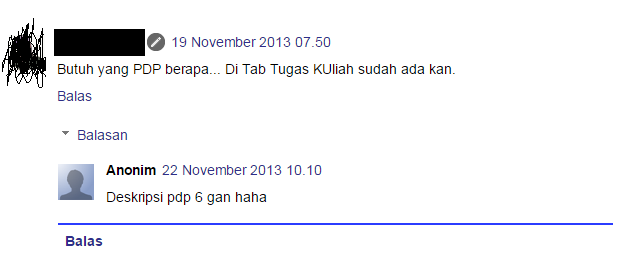 19 November 2013 07.50
Butuh yang PDP berapa... Di Tab Tugas KUliah sudah ada kan.
Balas
Balasan
Anonim 22 November 2013 10.10
Deskripsi pdp 6 gan haha
Balas